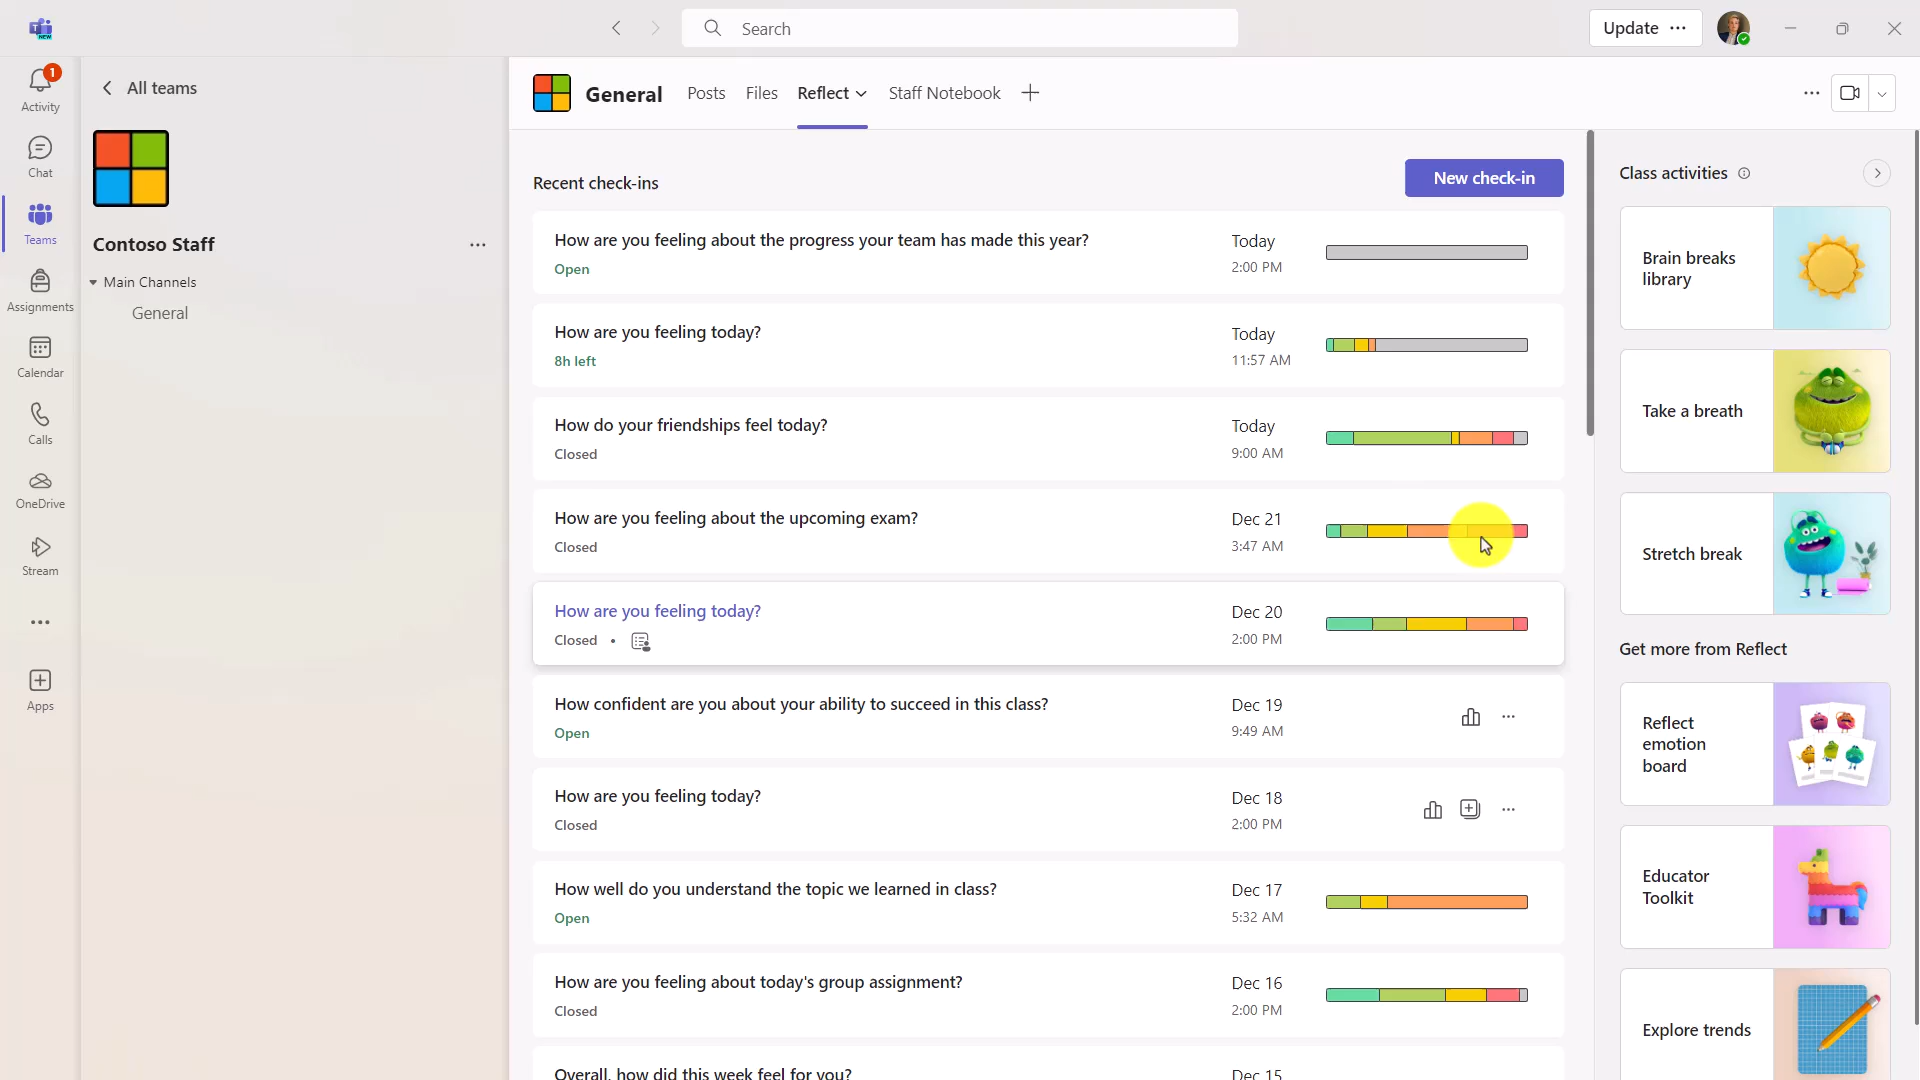 Search
Update
1
Activity
Chat
Teams
Assignments
Calendar
Calls
OneDrive
Stream
Apps
All teams
Contoso Staff
Main Channels
General
General
Posts
Files
Reflect
Staff Notebook
Recent check-ins
New check-in
How are you feeling about the progress your team has made this year?
Open
Today
2:00 PM
How are you feeling today?
8h left
Today
11:57 AM
How do your friendships feel today?
Closed
Today
9:00 AM
How are you feeling about the upcoming exam?
Closed
Dec 21
3:47 AM
How are you feeling today?
Closed
Dec 20
2:00 PM
How confident are you about your ability to succeed in this class?
Open
Dec 19
9:49 AM
How are you feeling today?
Closed
Dec 18
2:00 PM
How well do you understand the topic we learned in class?
Open
Dec 17
5:32 AM
How are you feeling about today's group assignment?
Closed
Dec 16
2:00 PM
Overall, how did this week feel for you?
Dec 15
Class activities
Brain breaks
library
Take a breath
Stretch break
Get more from Reflect
Reflect
emotion
board
Educator
Toolkit
Explore trends